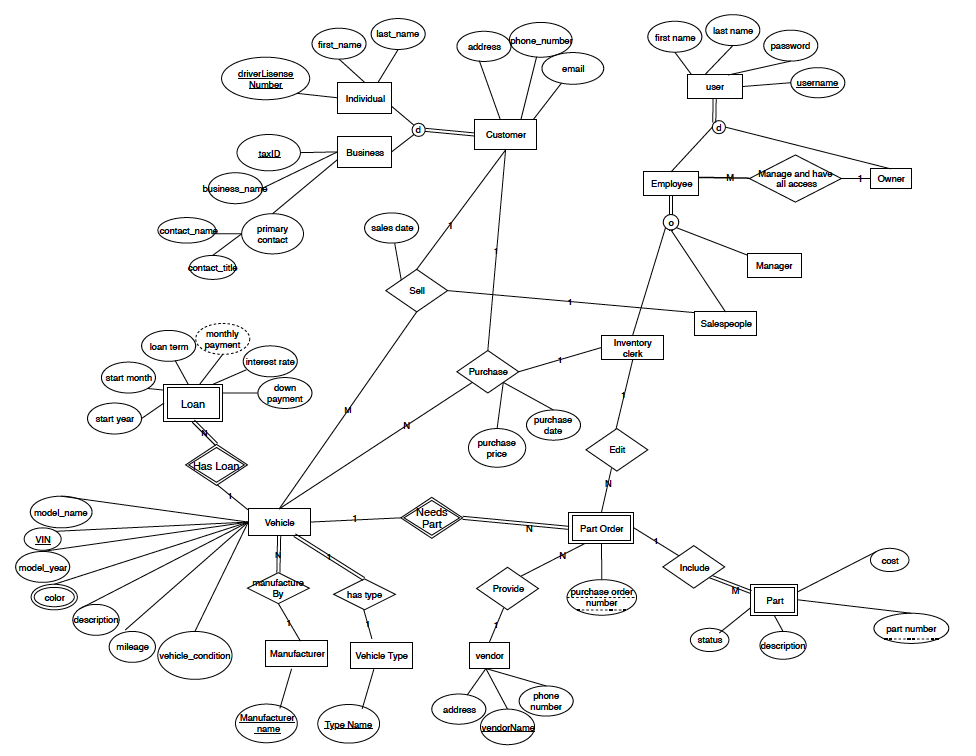 last_name
first_name
driverLisense
Number
Individual
address
phone_number
email
first name
last name
password
username
user
d
Customer
d
Business
taxID
business_name
primary
contact
contact_name
contact_title
Employee
M
Manage and have
all access
1
Owner
o
Manager
Salespeople
sales date
1
1
Sell
1
M
Inventory
clerk
Purchase
1
N
purchase
price
purchase
date
1
Edit
N
monthly
payment
loan term
interest rate
start month
down
payment
start year
Loan
N
Has Loan
1
Vehicle
model_name
VIN
model_year
color
description
mileage
vehicle_condition
1
Needs
Part
N
Part Order
N
manufacture
By
1
1
has type
1
Manufacturer
Vehicle Type
Manufacturer
name
Type Name
N
Provide
1
vendor
address
vendorName
phone
number
purchase order
number
1
Include
M
Part
cost
part number
status
description